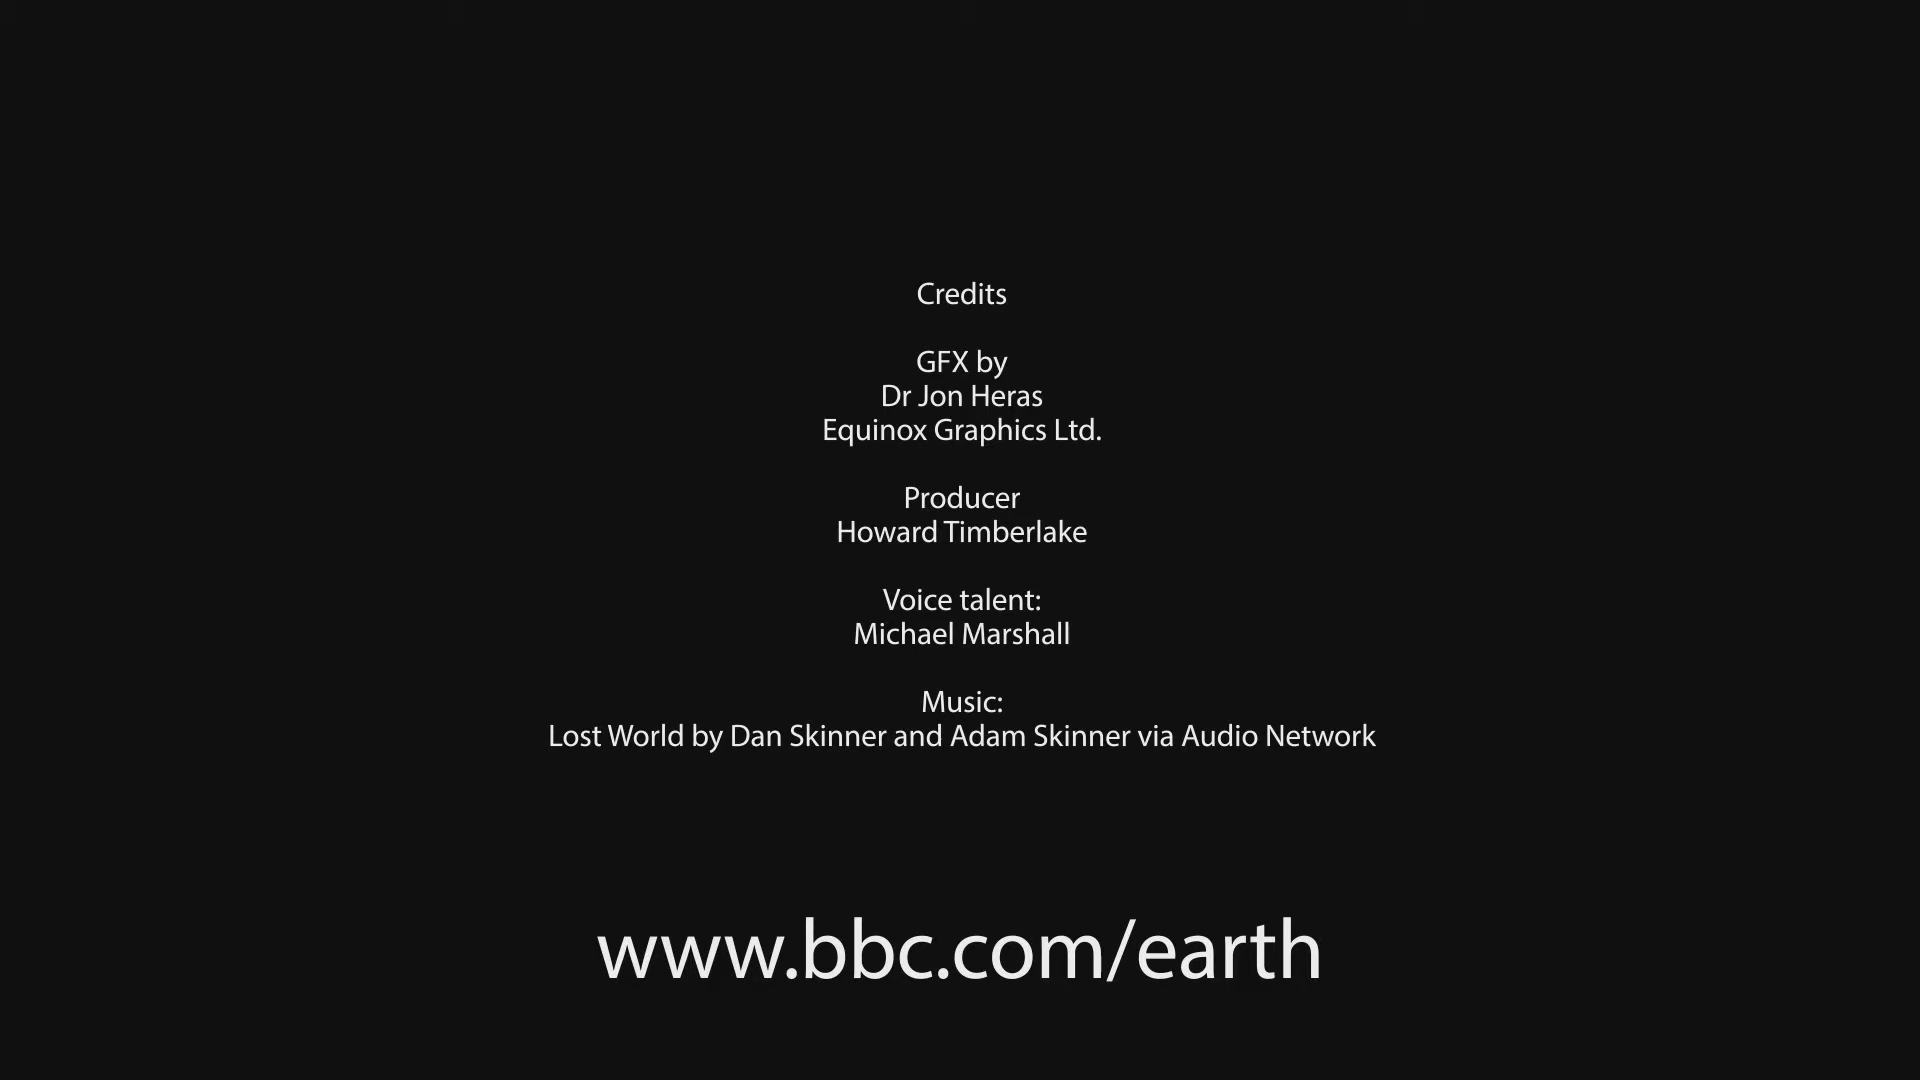 Credits
GFX by
Dr Jon Heras
Equinox Graphics Ltd.
Producer
Howard Timberlake
Voice talent:
Michael Marshall
Music:
Lost World by Dan Skinner and Adam Skinner via Audio Network
www.bbc.com/earth